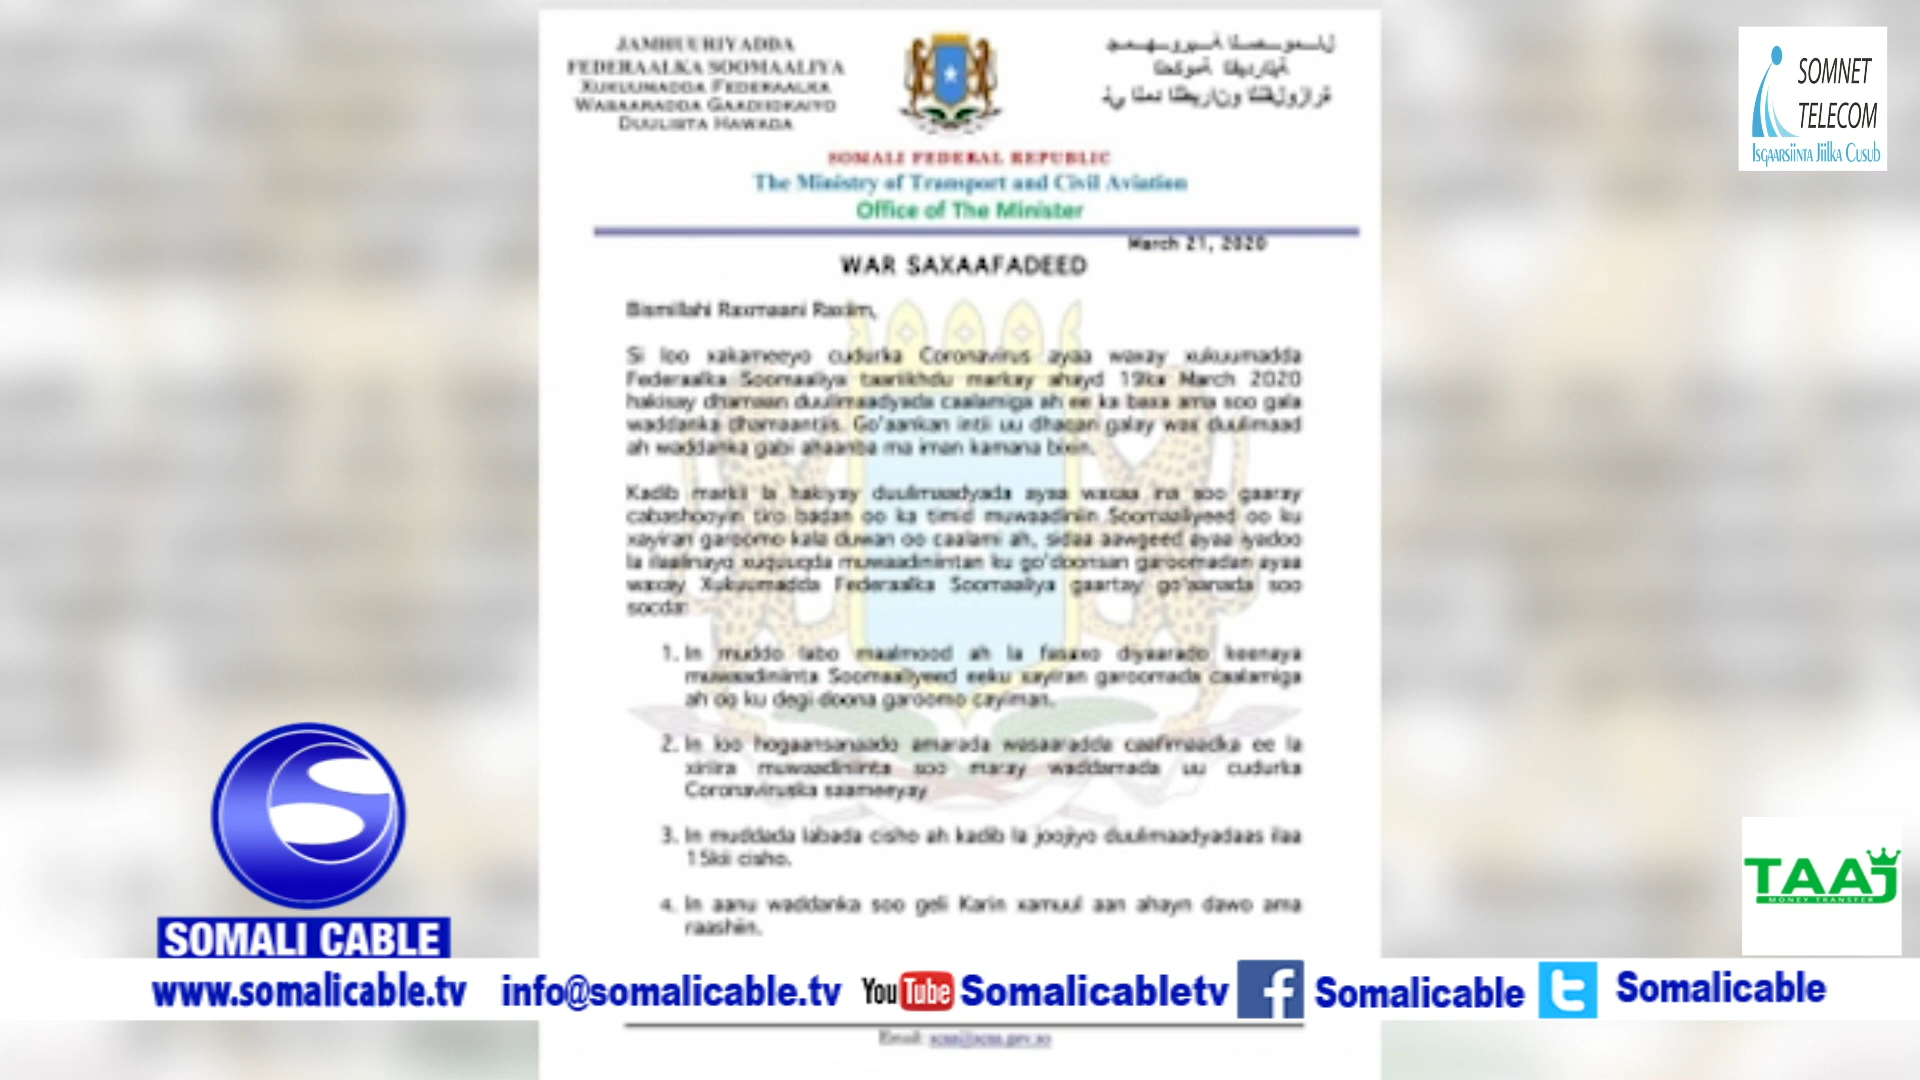 JAMHUURIYADDA
FEDERAALKA SOOMAALIYA
XUKUUMADDA FEDERAALKA
WASAARADDA GAADIIDKA IYO
DUULISTA HAWADA
SOMALI FEDERAL REPUBLIC
The Ministry of Transport and Civil Aviation
Office of The Minister
March 21, 2020
WAR SAXAAFADEED
Bismillahi Raxmaani Raxiim,
Si loo xakameeyo cudurka Coronavirus ayaa waxay xukuumadda
Federaalka Soomaaliya taariikhdu markay ahayd 19ka March 2020
hakisay dhamaan duulimaadyada caalamiga ah ee ka baxa ama soo gala
waddanka dhamaantiis. Go'aankan intii uu dhaqan galay wax duulimaad
ah waddanka gabi ahaanba ma iman kamana bixin.
Kadib markii la hakiyay duulimaadyada ayaa waxaa ina soo gaaray
cabashooyin tiro badan oo ka timid muwaadiniin Soomaaliyeed oo ku
xayiran garoomo kala duwan oo caalami ah, sidaa aawgeed ayaa iyadoo
la ilaalinayo xuquuqda muwaadiniintan ku go'doonsan garoomadan ayaa
waxay Xukuumadda Federaalka Soomaaliya gaartay go'aanada soo
socda:
1. In muddo labo maalmood ah la fasaxo diyaarado keenaya
muwaadiniinta Soomaaliyeed eeku xayiran garoomada caalamiga
ah oo ku degi doona garoomo cayiman.
2. In loo hogaansanaado amarada wasaaradda caafimaadka ee la
xiriira muwaadiniinta soo maray waddamada uu cudurka
Coronaviruska saameeyay
3. In muddada labada cisho ah kadib la joojiyo duulimaadyadaas ilaa
15kii cisho.
4. In aanu waddanka soo geli Karin xamuul aan ahayn dawo ama
raashiin.
Email: scaa@scaa.gov.so
SOMNET
TELECOM
ISGAARSIINTA JIILKA CUSUB
TAAJ
MONEY TRANSFER
SOMALI CABLE
www.somalicable.tv info@somalicable.tv YouTube Somalicabletv f Somalicable t Somalicable